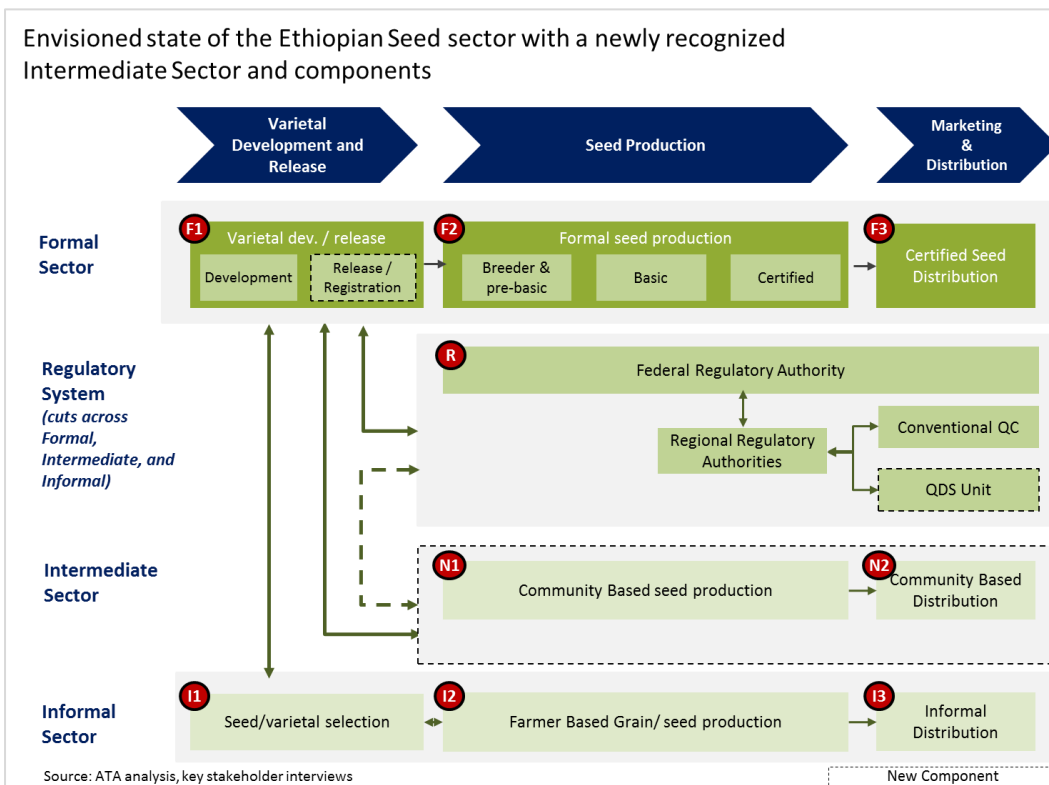 Envisioned state of the Ethiopian Seed sector with a newly recognized
Intermediate Sector and components
Varietal
Development and
Release
Seed Production
Marketing
&
Distribution
Formal
Sector
F1
Varietal dev. / release
Development
Release /
Registration
F2
Formal seed production
Breeder &
pre-basic
Basic
Certified
F3
Certified Seed
Distribution
Regulatory
System
(cuts across
Formal,
Intermediate, and
Informal)
R
Federal Regulatory Authority
Regional Regulatory
Authorities
Conventional QC
QDS Unit
Intermediate
Sector
N1
Community Based seed production
N2
Community Based
Distribution
Informal
Sector
I1
Seed/varietal selection
I2
Farmer Based Grain/ seed production
I3
Informal
Distribution
Source: ATA analysis, key stakeholder interviews
New Component